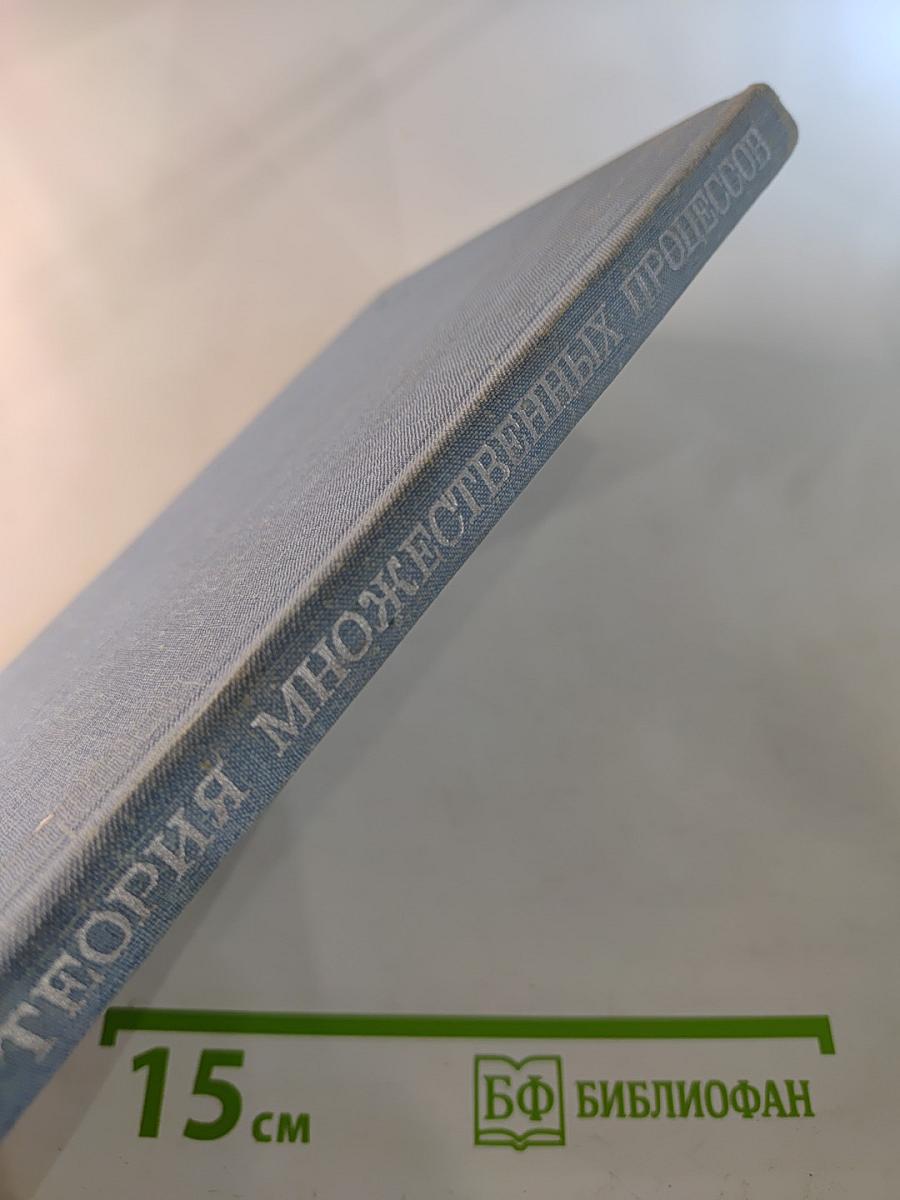 ТЕОРИЯ МНОЖЕСТВЕННЫХ ПРОЦЕССОВ
15 см
БФ БИБЛИОФАН